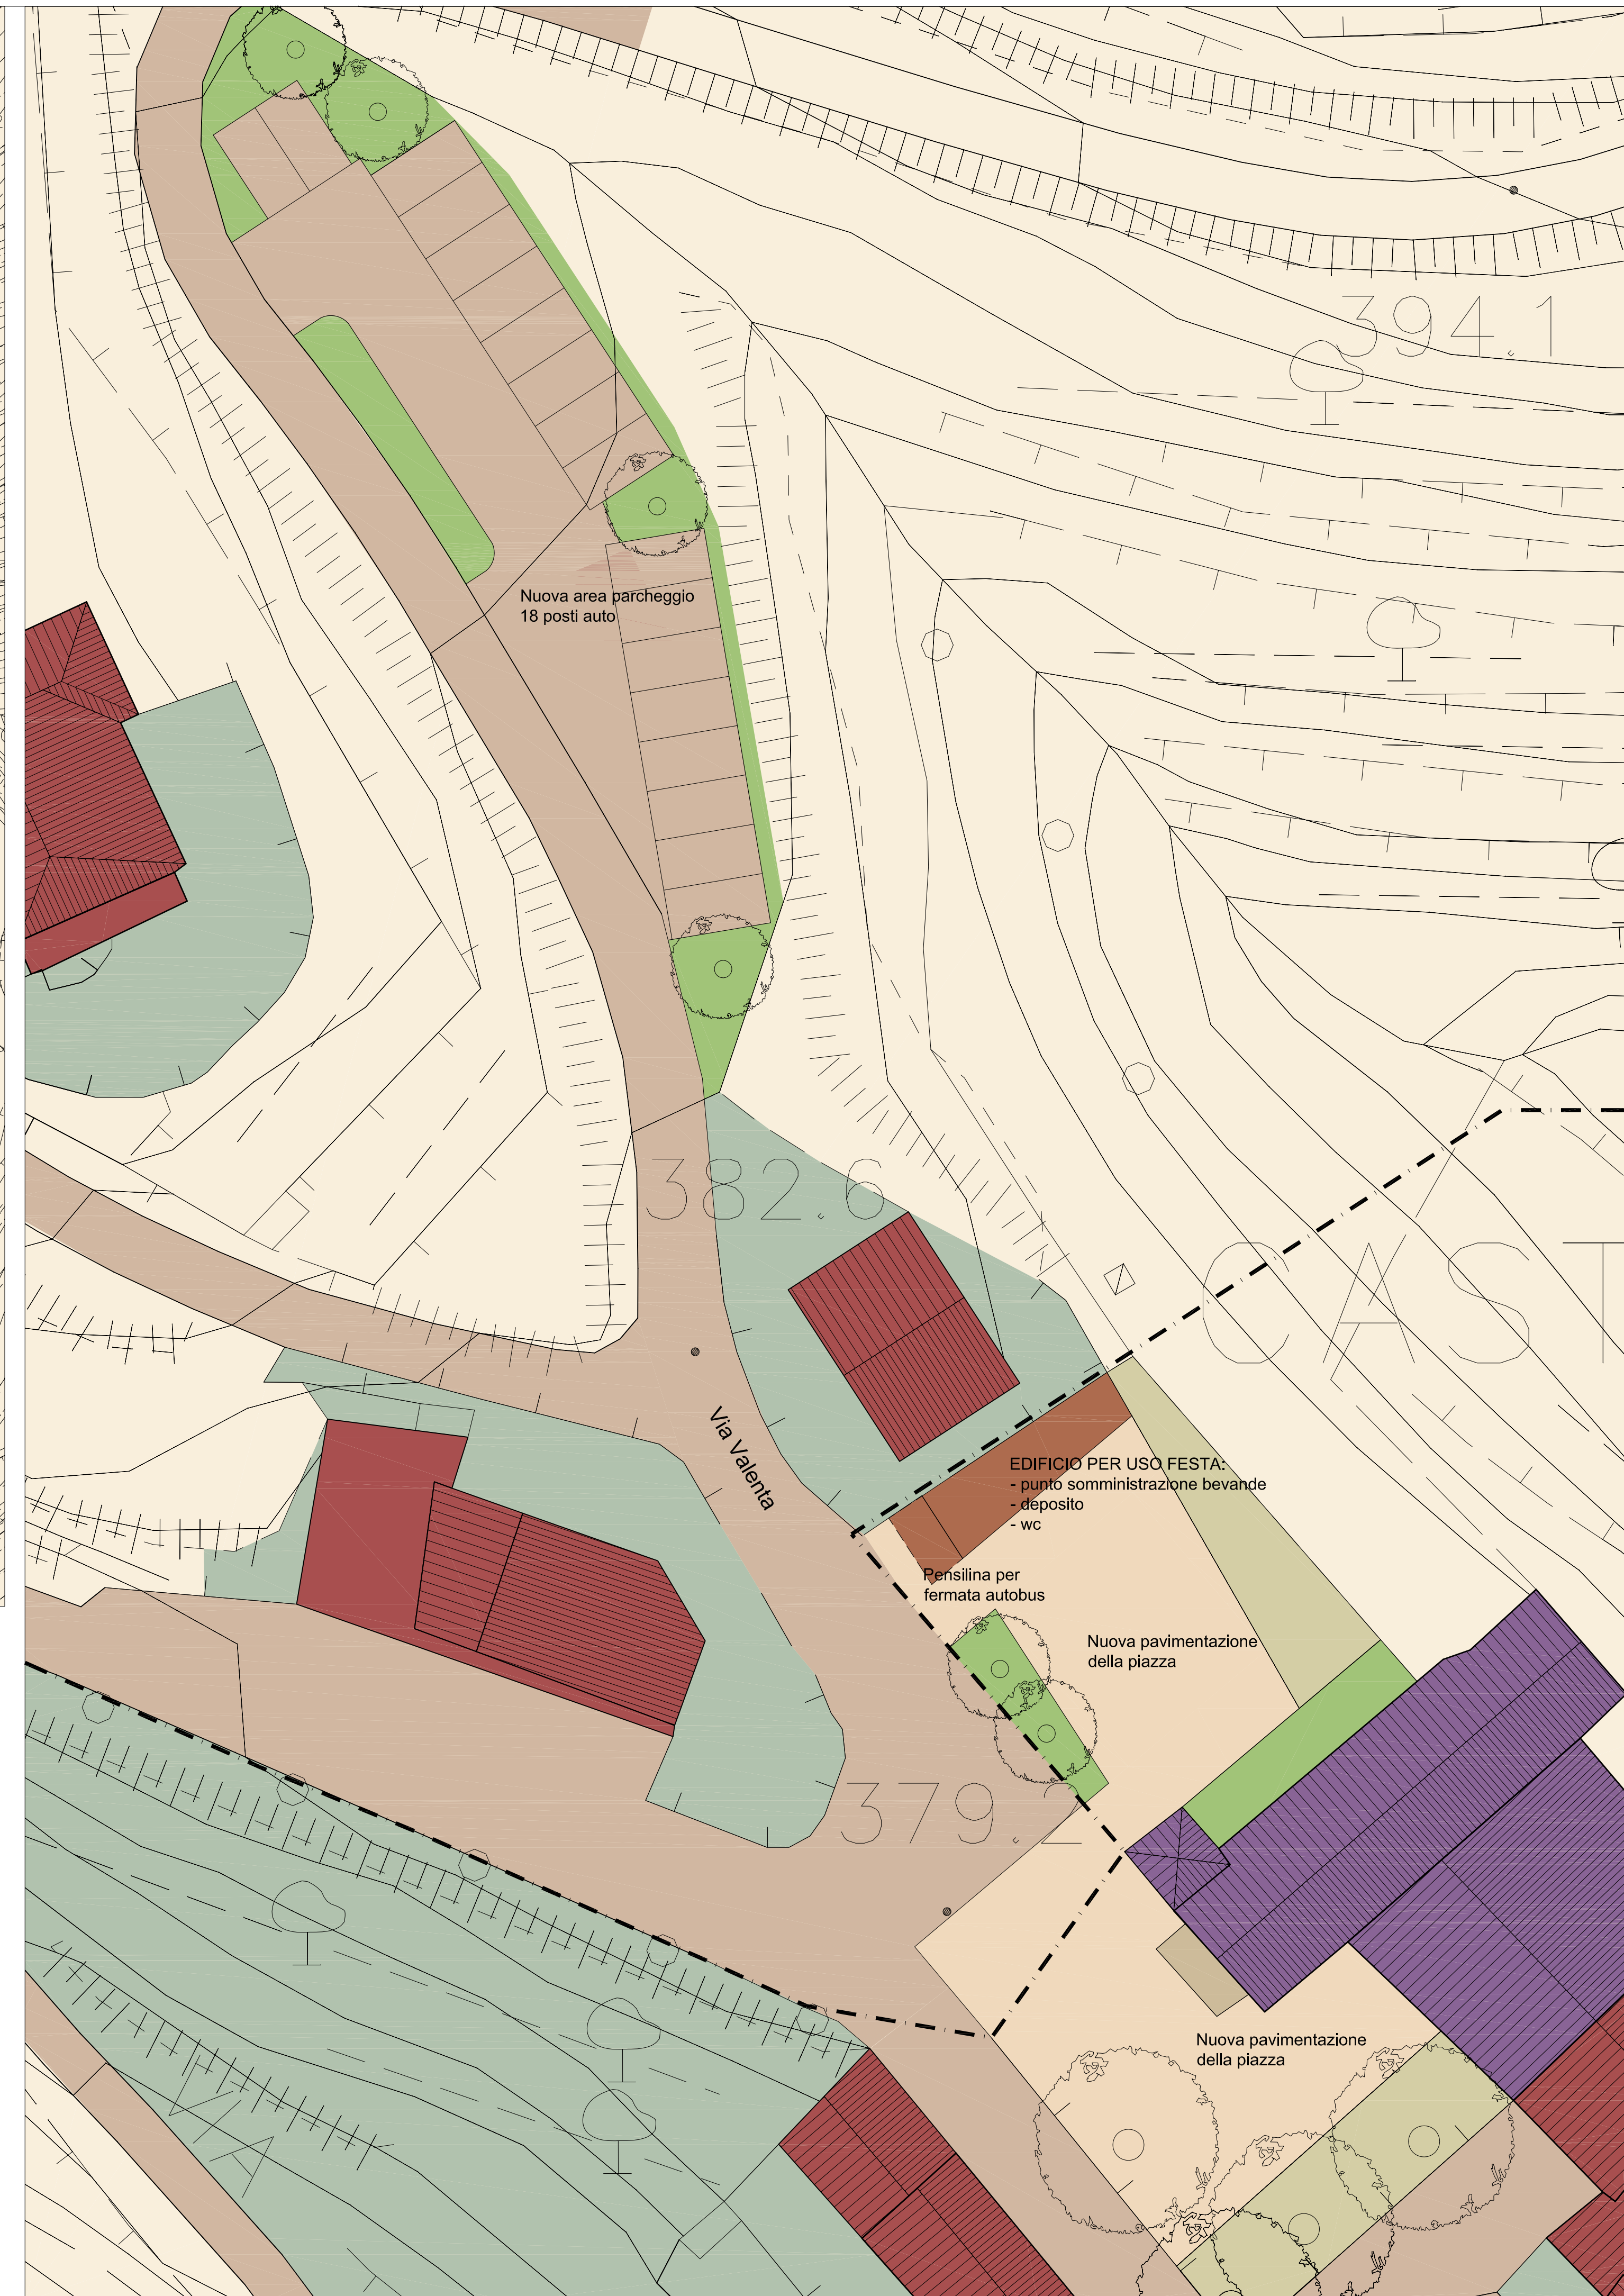 394.1
Nuova area parcheggio
18 posti auto
382.6
CAST
Via Valenta
EDIFICIO PER USO FESTA:
- punto somministrazione bevande
- deposito
- wc
Pensilina per
fermata autobus
Nuova pavimentazione
della piazza
379.2
Nuova pavimentazione
della piazza